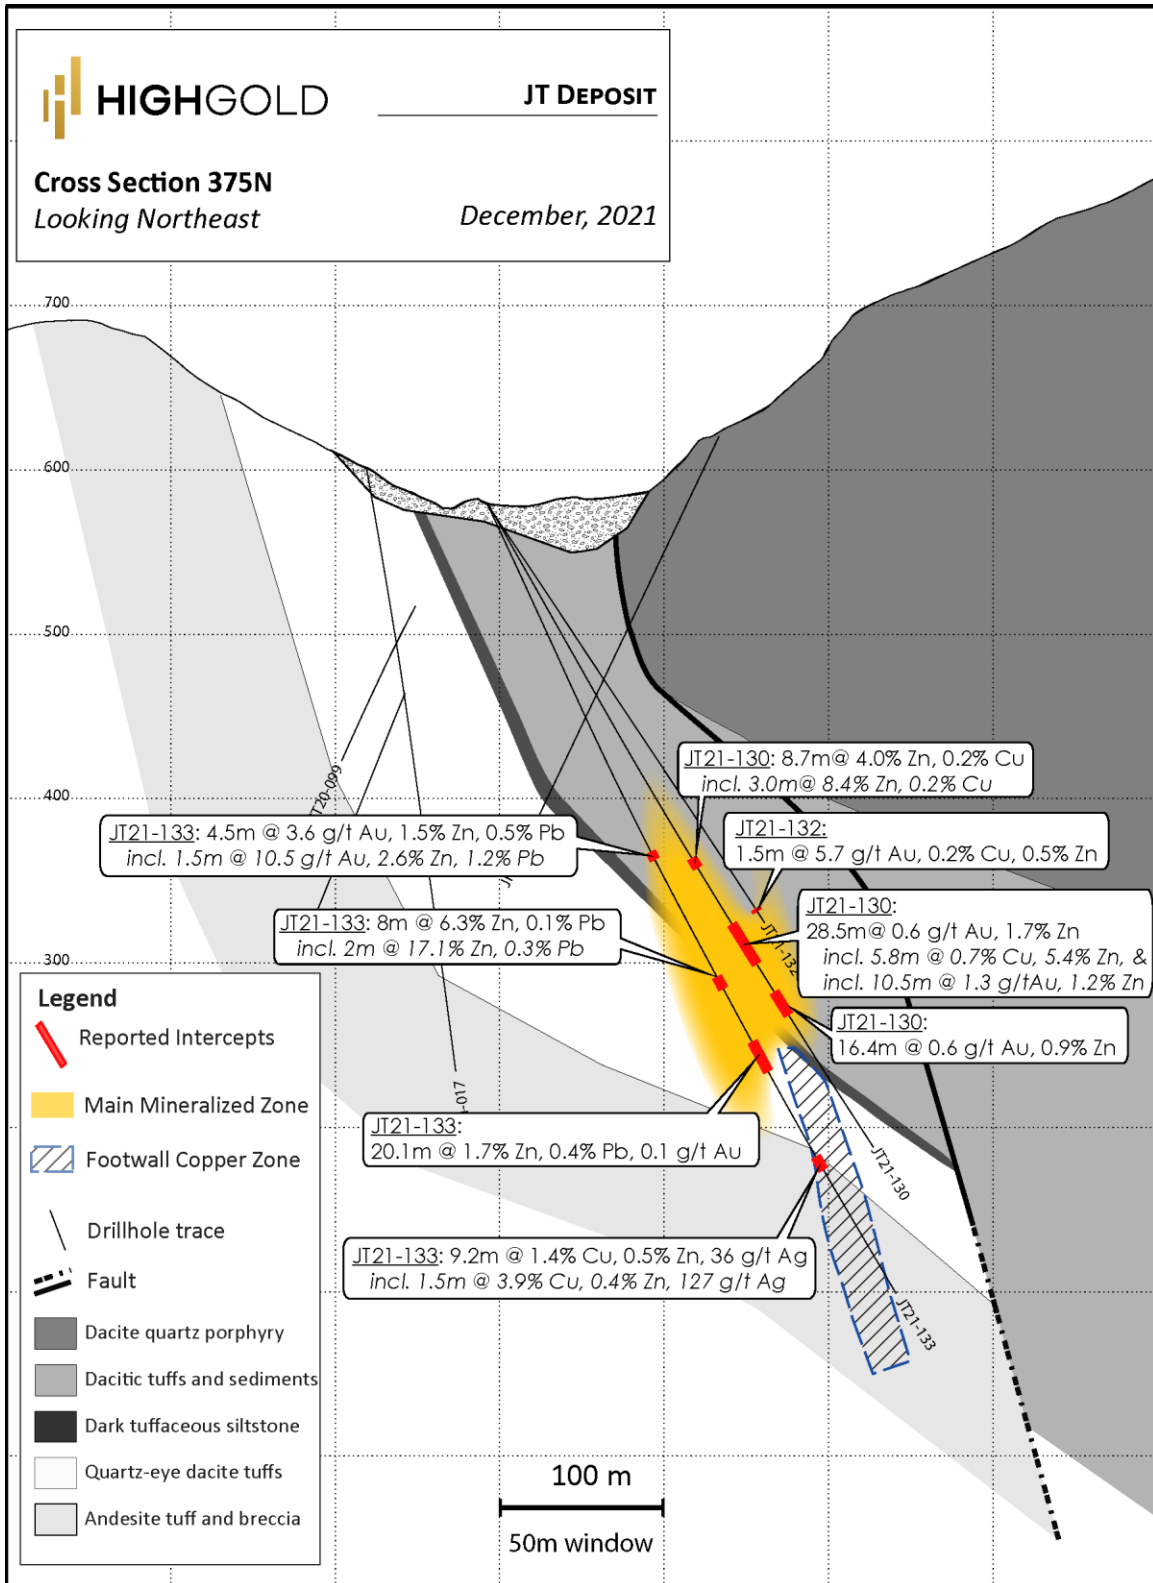 HIGHGOLD
JT DEPOSIT
Cross Section 375N
Looking Northeast
December, 2021
700
600
500
400
300
JT21-130: 8.7m@ 4.0% Zn, 0.2% Cu
incl. 3.0m@ 8.4% Zn, 0.2% Cu
JT21-133: 4.5m @ 3.6 g/t Au, 1.5% Zn, 0.5% Pb
incl. 1.5m @ 10.5 g/t Au, 2.6% Zn, 1.2% Pb
JT21-132:
1.5m @ 5.7 g/t Au, 0.2% Cu, 0.5% Zn
JT21-133: 8m @ 6.3% Zn, 0.1% Pb
incl. 2m @ 17.1% Zn, 0.3% Pb
JT21-130:
28.5m@ 0.6 g/t Au, 1.7% Zn
incl. 5.8m @ 0.7% Cu, 5.4% Zn, &
incl. 10.5m @ 1.3 g/tAu, 1.2% Zn
JT21-130:
16.4m @ 0.6 g/t Au, 0.9% Zn
JT21-133:
20.1m @ 1.7% Zn, 0.4% Pb, 0.1 g/t Au
JT21-133: 9.2m @ 1.4% Cu, 0.5% Zn, 36 g/t Ag
incl. 1.5m @ 3.9% Cu, 0.4% Zn, 127 g/t Ag
T20-099
-017
JT21-130
JT21-133
Legend
Reported Intercepts
Main Mineralized Zone
Footwall Copper Zone
Drillhole trace
Fault
Dacite quartz porphyry
Dacitic tuffs and sediments
Dark tuffaceous siltstone
Quartz-eye dacite tuffs
Andesite tuff and breccia
100 m
50m window